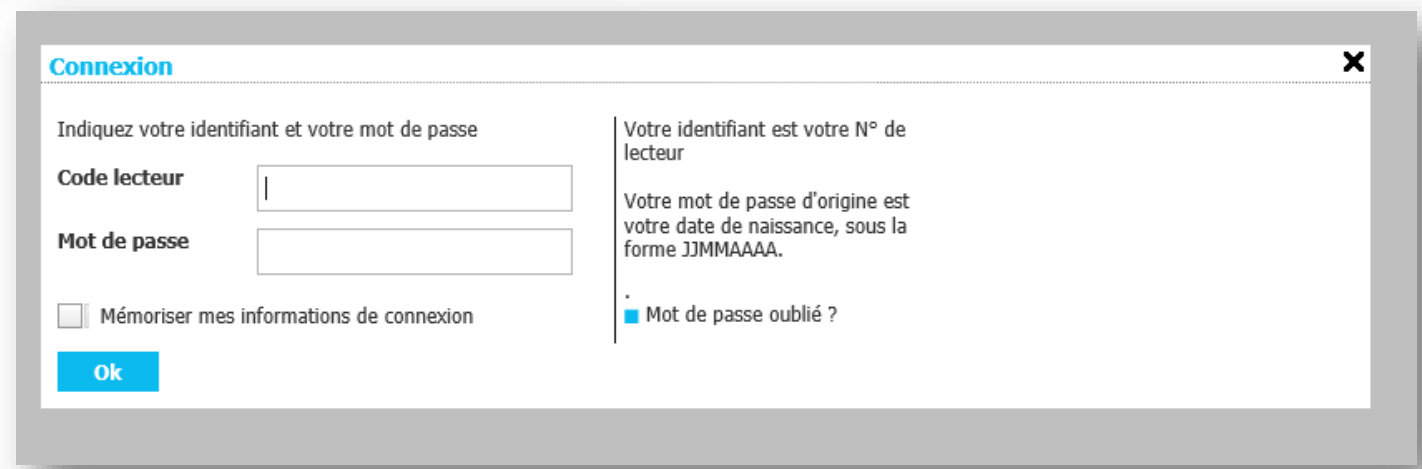 Connexion
Indiquez votre identifiant et votre mot de passe
Code lecteur
Mot de passe
Mémoriser mes informations de connexion
Ok
Votre identifiant est votre N° de
lecteur
Votre mot de passe d'origine est
votre date de naissance, sous la
forme JJMMAAAA.
.
Mot de passe oublié ?